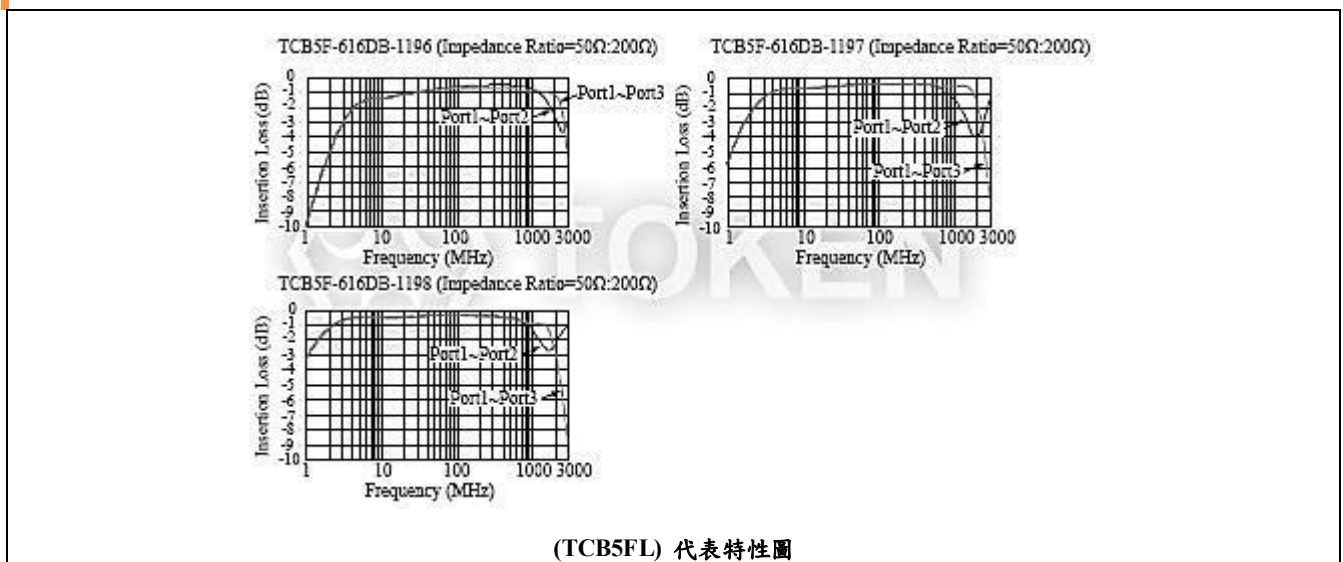 TCB5F-616DB-1196 (Impedance Ratio=50Ω:200Ω)
Insertion Loss (dB)
0
-1
-2
-3
-4
-5
-6
-7
-8
-9
-10
Port1~Port3
Port1~Port2
1 10 100 1000 3000
Frequency (MHz)
TCB5F-616DB-1197 (Impedance Ratio=50Ω:200Ω)
Insertion Loss (dB)
0
-1
-2
-3
-4
-5
-6
-7
-8
-9
-10
Port1~Port2
Port1~Port3
1 10 100 1000 3000
Frequency (MHz)
TOKEN
TCB5F-616DB-1198 (Impedance Ratio=50Ω:200Ω)
Insertion Loss (dB)
0
-1
-2
-3
-4
-5
-6
-7
-8
-9
-10
Port1~Port2
Port1~Port3
1 10 100 1000 3000
Frequency (MHz)
(TCB5FL) 代表特性圖